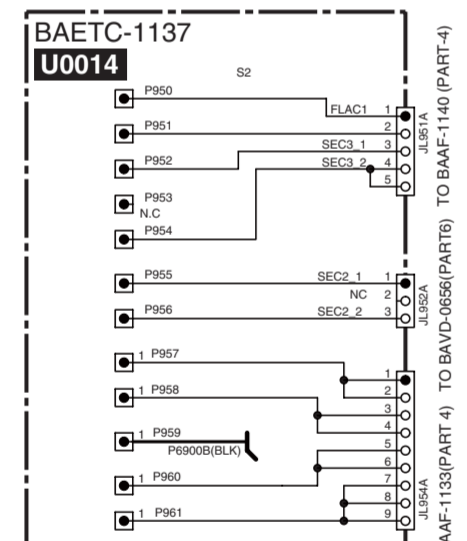 BAETC-1137
U0014
S2
P950
FLAC1 1
P951
2
SEC3_1 3
P952
SEC3_2 4
5
P953
N.C
P954
JL951A
TO BAAF-1140 (PART-4)
P955
SEC2_1 1
NC 2
P956
SEC2_2 3
JL952A
TO BAVD-0656(PART6)
1 P957
1
2
1 P958
3
4
1 P959
P6900B(BLK)
5
6
1 P960
7
8
1 P961
9
JL954A
AAF-1133(PART 4)